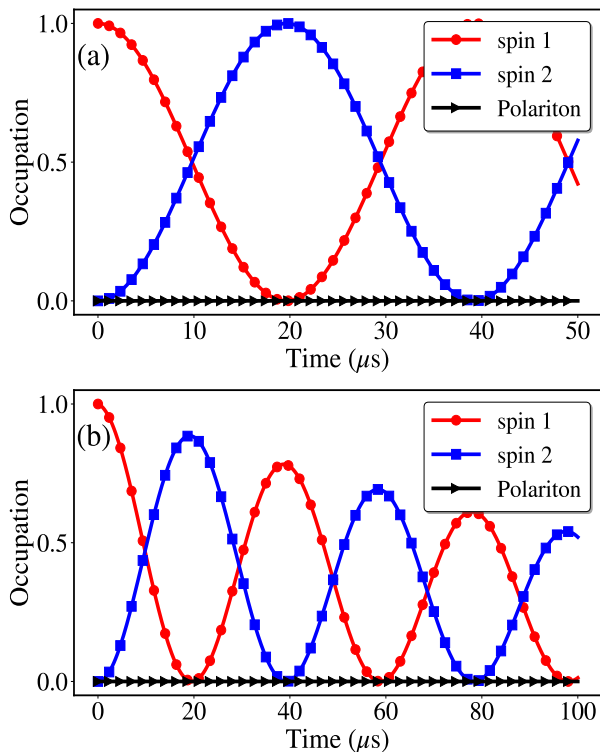 1.0
(a)
spin 1
spin 2
Polariton
0.5
Occupation
0.0
0 10 20 30 40 50
Time (μs)
1.0
(b)
spin 1
spin 2
Polariton
0.5
Occupation
0.0
0 20 40 60 80 100
Time (μs)